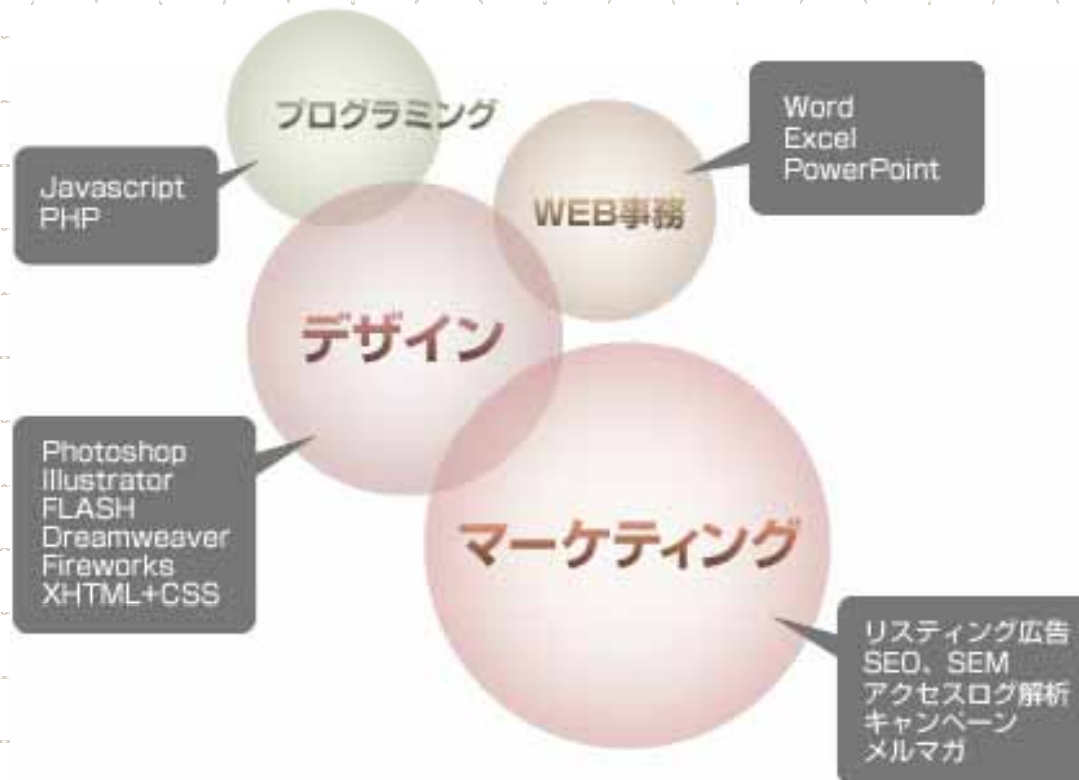 プログラミング
Javascript
PHP
WEB事務
Word
Excel
PowerPoint
デザイン
Photoshop
Illustrator
FLASH
Dreamweaver
Fireworks
XHTML+CSS
マーケティング
リスティング広告
SEO、SEM
アクセスログ解析
キャンペーン
メルマガ